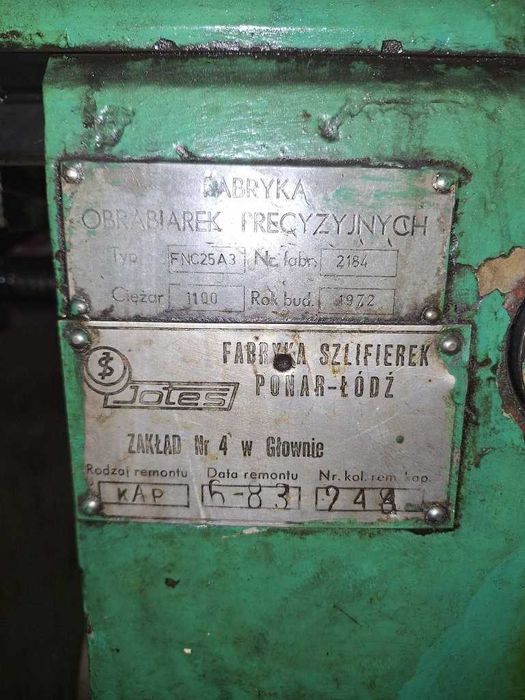 FABRYKA
OBRABIAREK PRECYZYJNYCH
Typ FNC25A3 Nr. fabr. 2184
Ciężar 1100 Rok bud. 1972
FABRYKA SZLIFIEREK
Jotes PONAR-ŁÓDŹ
ZAKŁAD Nr 4 w Głownie
Rodzaj remontu Data remontu Nr. kol. rem. kap.
KAP 6-83 948